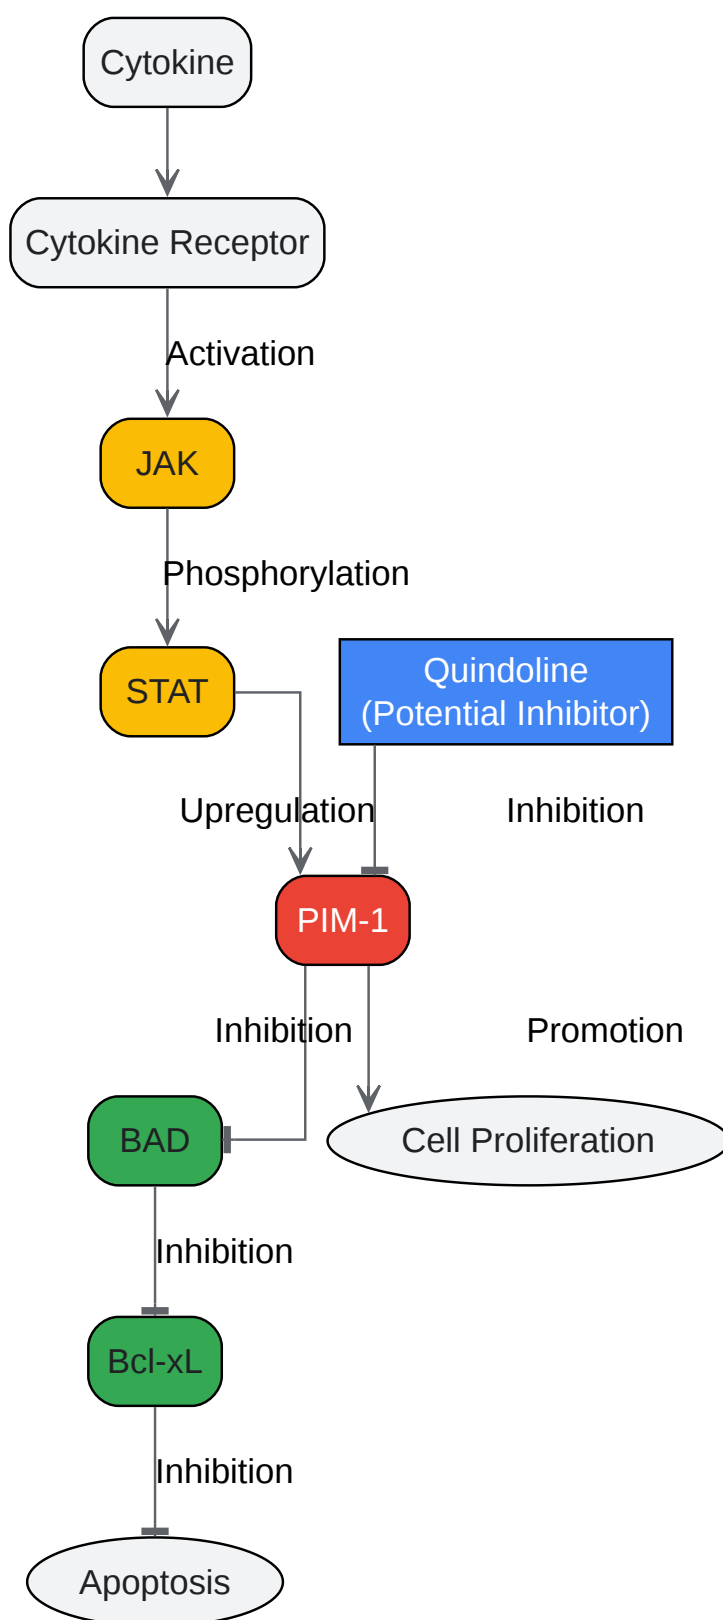 Cytokine
Cytokine Receptor
Activation
JAK
Phosphorylation
STAT
Quindoline
(Potential Inhibitor)
Upregulation
Inhibition
PIM-1
Inhibition
Promotion
BAD
Cell Proliferation
Inhibition
Bcl-xL
Inhibition
Apoptosis